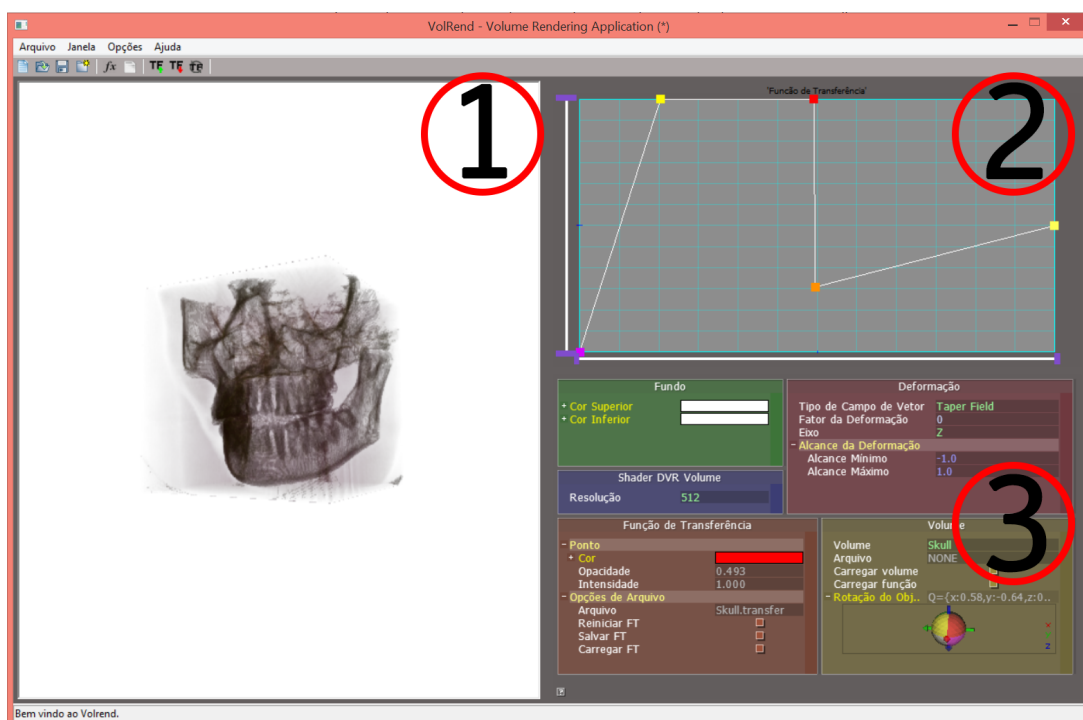 VolRend - Volume Rendering Application (*)
Arquivo Janela Opções Ajuda
fx TF TF TF
1
2
'Funcão de Transferência'
Fundo
+ Cor Superior
+ Cor Inferior
Shader DVR Volume
Resolução 512
Deformação
Tipo de Campo de Vetor Taper Field
Fator da Deformação 0
Eixo Z
- Alcance da Deformação
Alcance Mínimo -1.0
Alcance Máximo 1.0
3
Função de Transferência
- Ponto
+ Cor
Opacidade 0.493
Intensidade 1.000
- Opções de Arquivo
Arquivo Skull.transfer
Reiniciar FT
Salvar FT
Carregar FT
Volume
Volume Skull
Arquivo NONE
Carregar volume
Carregar função
- Rotação do Obj.. Q={x:0.58,y:-0.64,z:0..
x
z
Bem vindo ao Volrend.